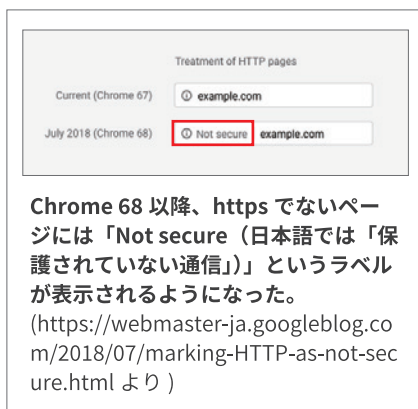 Treatment of HTTP pages
Current (Chrome 67) example.com
July 2018 (Chrome 68) Not secure example.com
Chrome 68 以降、https でないペー
ジには「Not secure（日本語では「保
護されていない通信」）」というラベル
が表示されるようになった。
(https://webmaster-ja.googleblog.co
m/2018/07/marking-HTTP-as-not-sec
ure.html より )